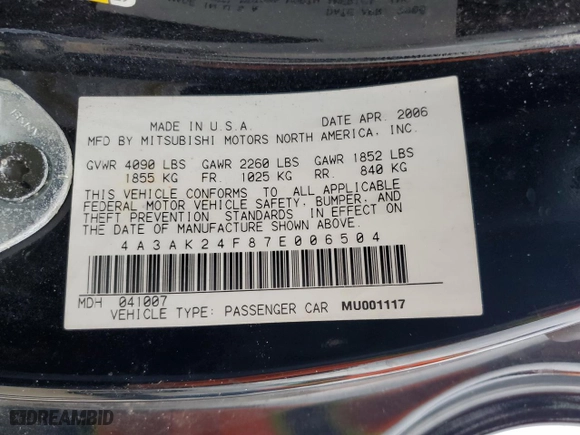 MADE IN U.S.A. DATE APR. 2006
MFD BY MITSUBISHI MOTORS NORTH AMERICA, INC.
GVWR 4090 LBS GAWR 2260 LBS GAWR 1852 LBS
1855 KG FR. 1025 KG RR. 840 KG
THIS VEHICLE CONFORMS TO ALL APPLICABLE
FEDERAL MOTOR VEHICLE SAFETY, BUMPER, AND
THEFT PREVENTION STANDARDS IN EFFECT ON
THE DATE OF MANUFACTURE SHOWN ABOVE.
4A3AK24F87E006504
MDH 041007
VEHICLE TYPE: PASSENGER CAR MU001117
DREAMBID